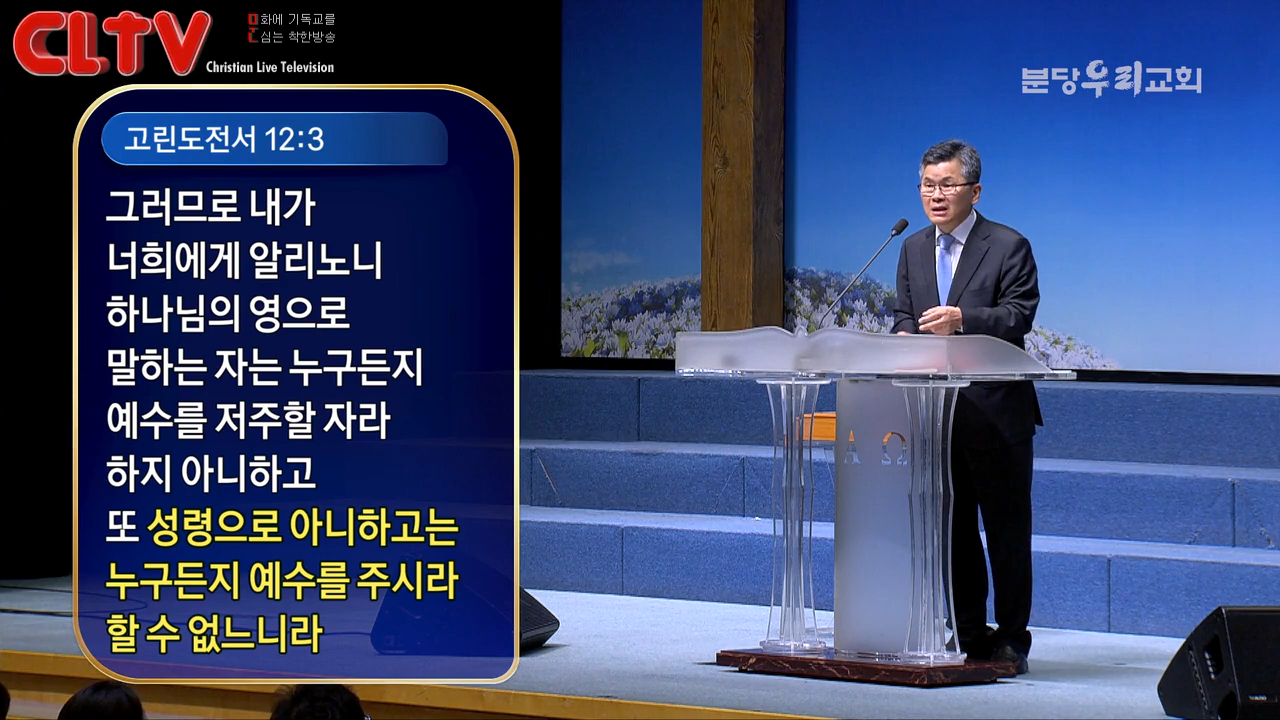 CLTV
문화에 기독교를
심는 착한방송
Christian Live Television
분당우리교회
고린도전서 12:3
그러므로 내가
너희에게 알리노니
하나님의 영으로
말하는 자는 누구든지
예수를 저주할 자라
하지 아니하고
또 성령으로 아니하고는
누구든지 예수를 주시라
할 수 없느니라
Α Ω